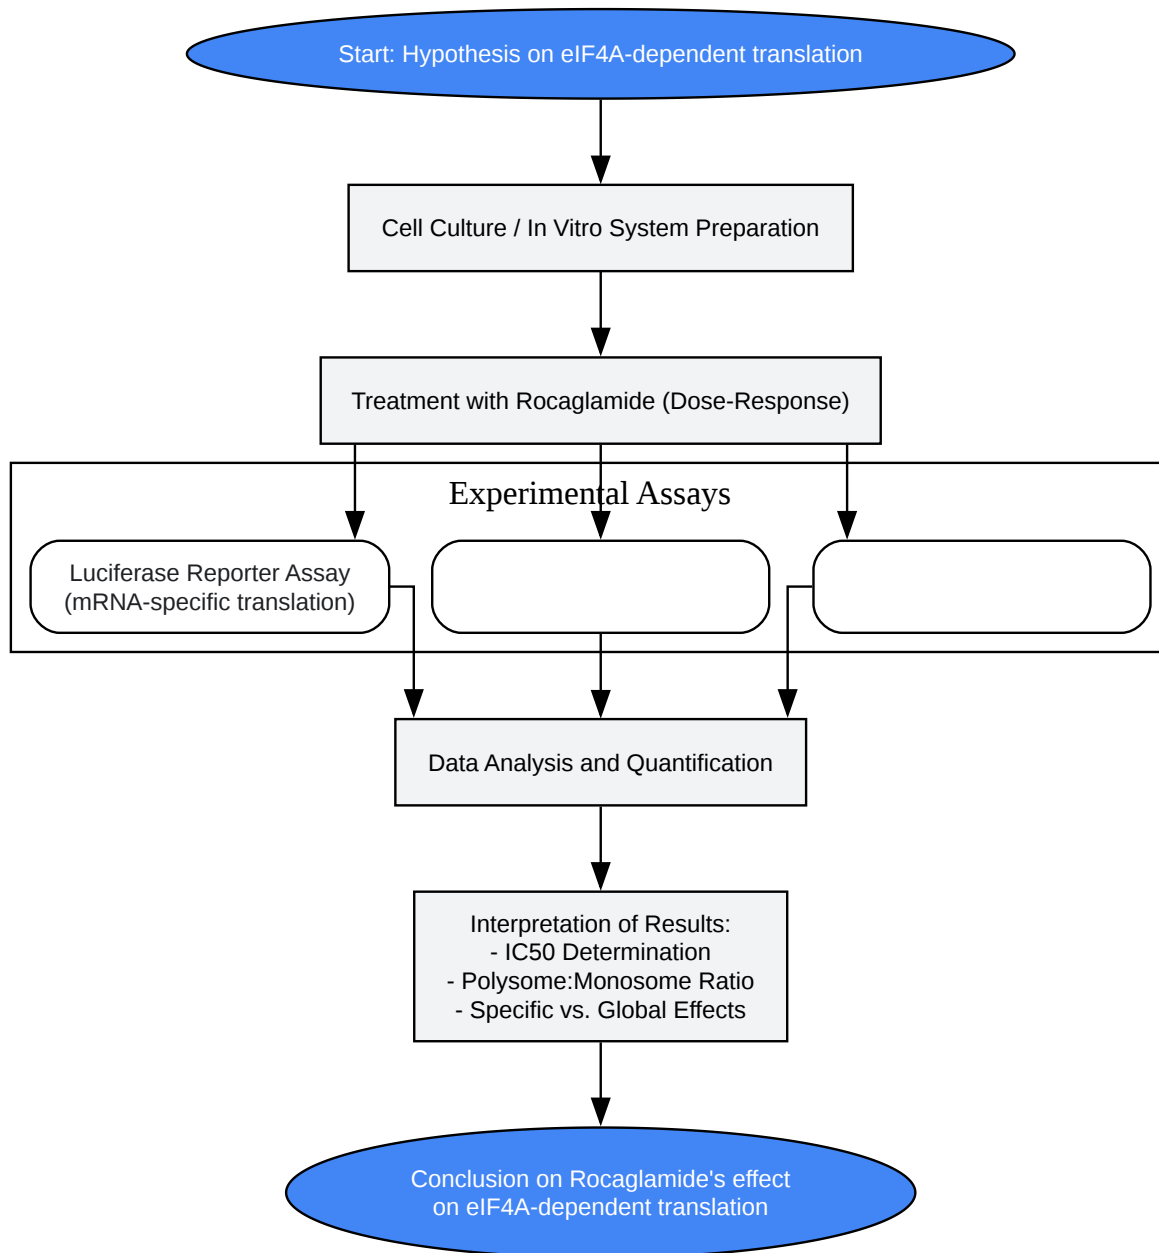 Start: Hypothesis on eIF4A-dependent translation
Cell Culture / In Vitro System Preparation
Treatment with Rocaglamide (Dose-Response)
Experimental Assays
Luciferase Reporter Assay
(mRNA-specific translation)
Data Analysis and Quantification
Interpretation of Results:
- IC50 Determination
- Polysome:Monosome Ratio
- Specific vs. Global Effects
Conclusion on Rocaglamide's effect
on eIF4A-dependent translation